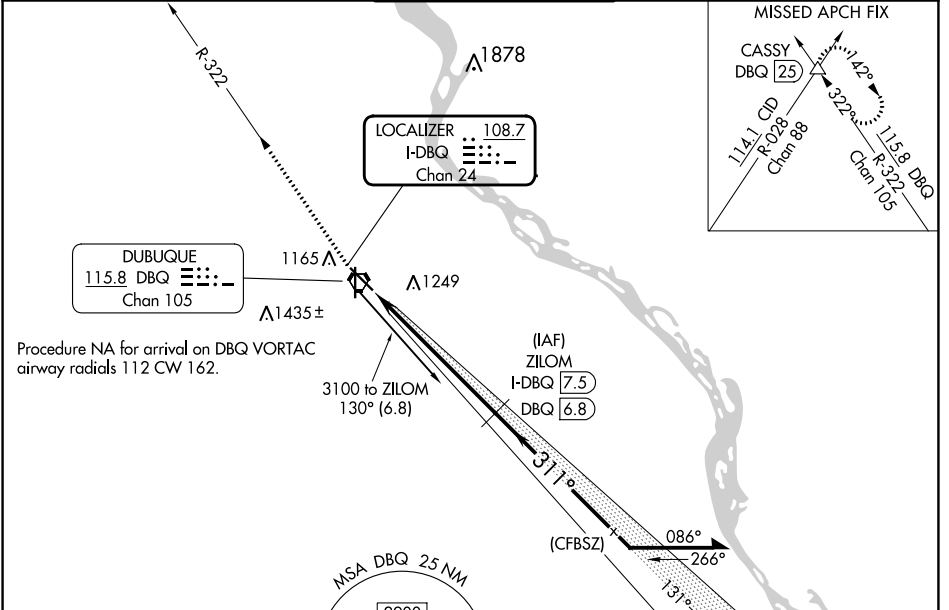 MISSED APCH FIX
CASSY
DBQ 25
142°
322°
114.1 CID
R-028
Chan 88
115.8 DBQ
R-322
Chan 105
R-322
1878
LOCALIZER 108.7
I-DBQ
Chan 24
DUBUQUE
115.8 DBQ
Chan 105
1165
1249
1435±
Procedure NA for arrival on DBQ VORTAC
airway radials 112 CW 162.
(IAF)
ZILOM
I-DBQ 7.5
DBQ 6.8
3100 to ZILOM
130° (6.8)
311°
(CFBSZ)
086°
266°
131°
MSA DBQ 25 NM